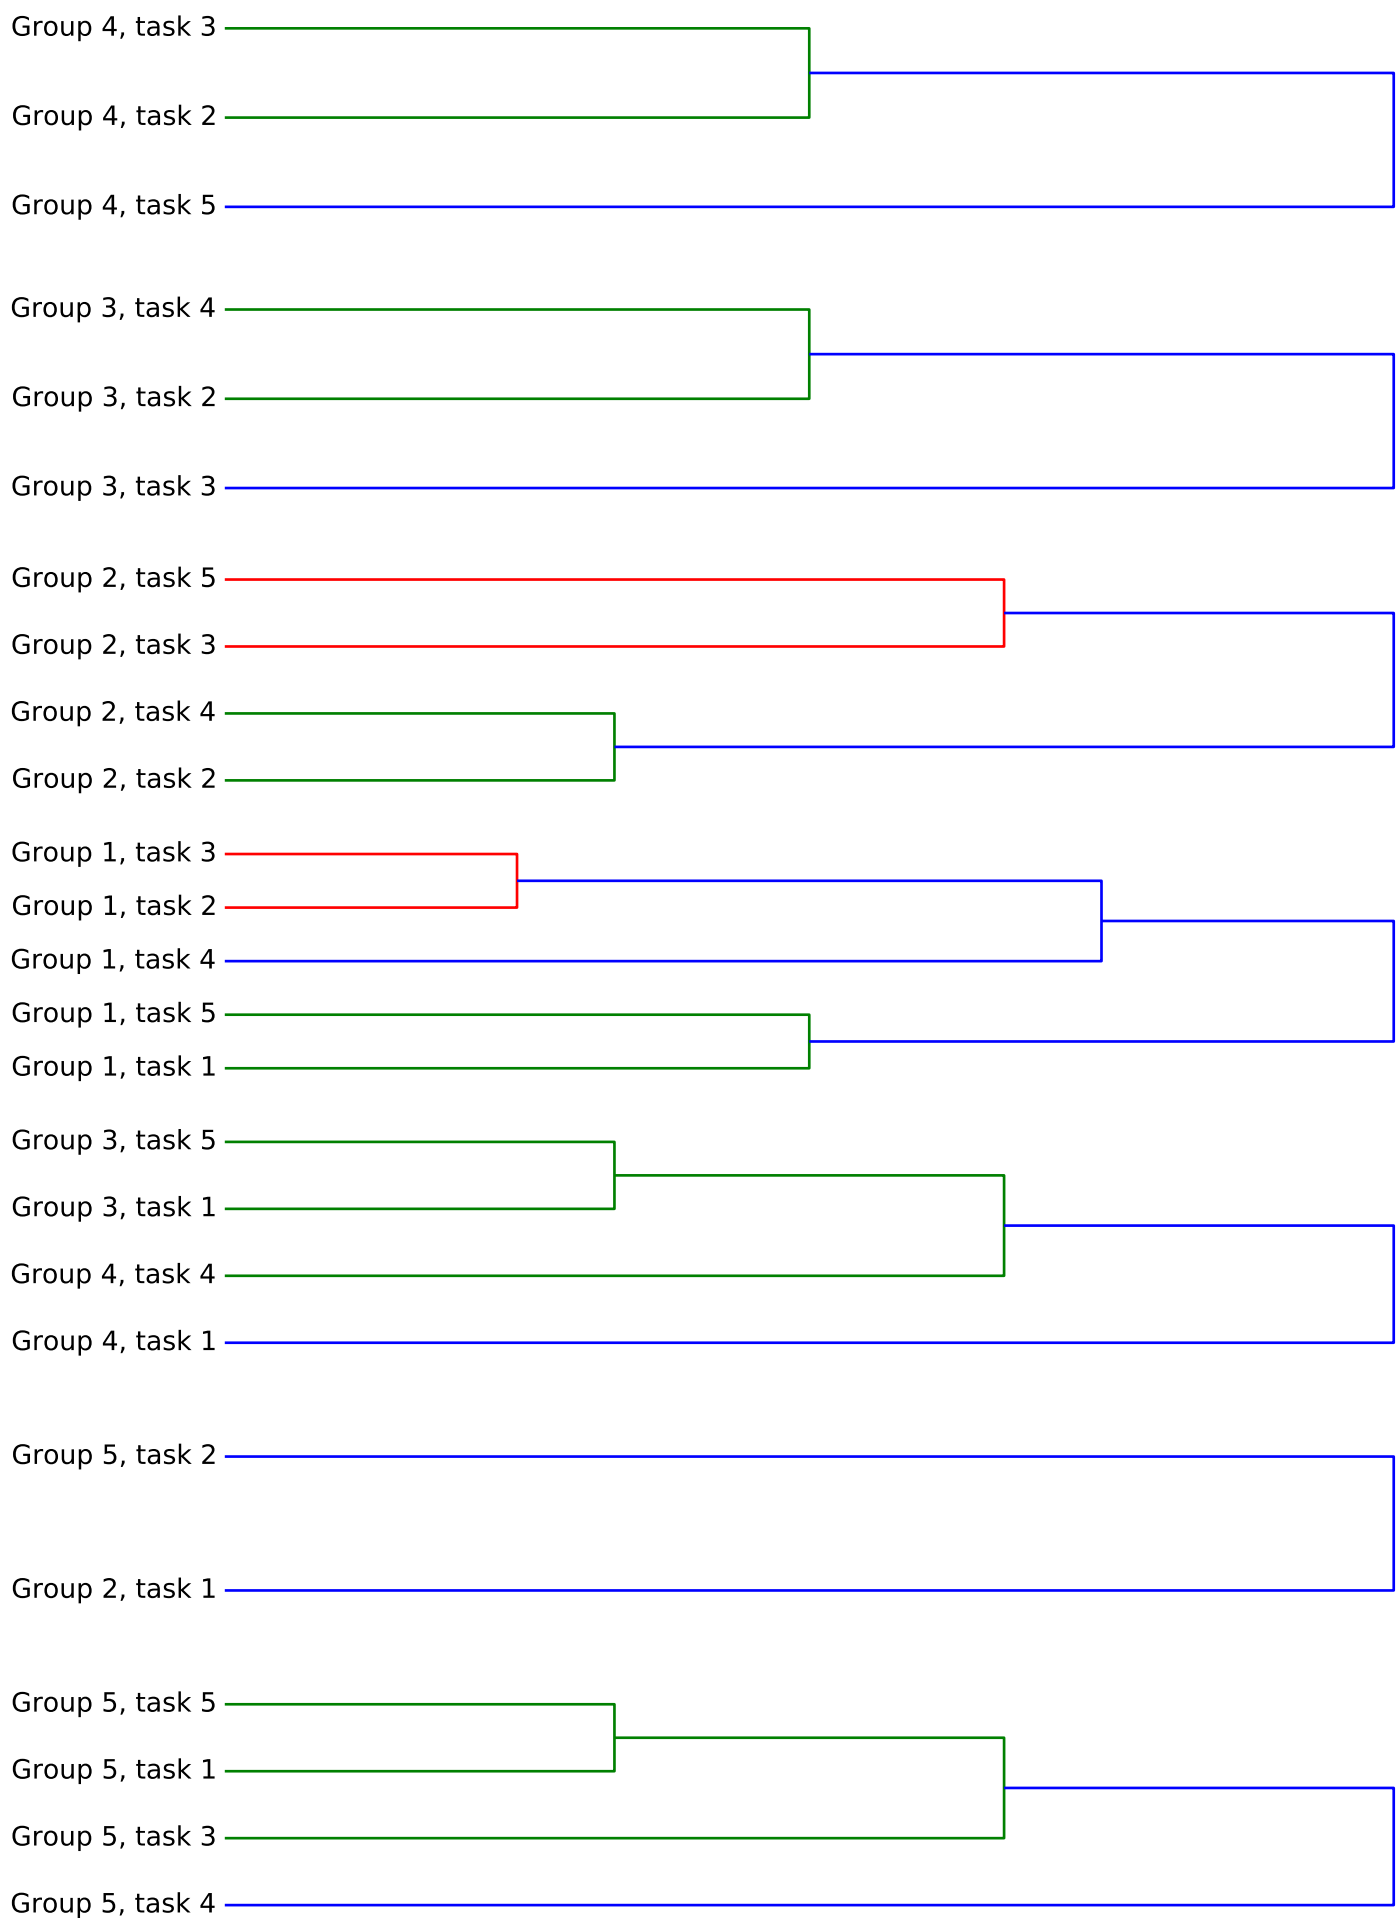 Group 4, task 3
Group 4, task 2
Group 4, task 5
Group 3, task 4
Group 3, task 2
Group 3, task 3
Group 2, task 5
Group 2, task 3
Group 2, task 4
Group 2, task 2
Group 1, task 3
Group 1, task 2
Group 1, task 4
Group 1, task 5
Group 1, task 1
Group 3, task 5
Group 3, task 1
Group 4, task 4
Group 4, task 1
Group 5, task 2
Group 2, task 1
Group 5, task 5
Group 5, task 1
Group 5, task 3
Group 5, task 4